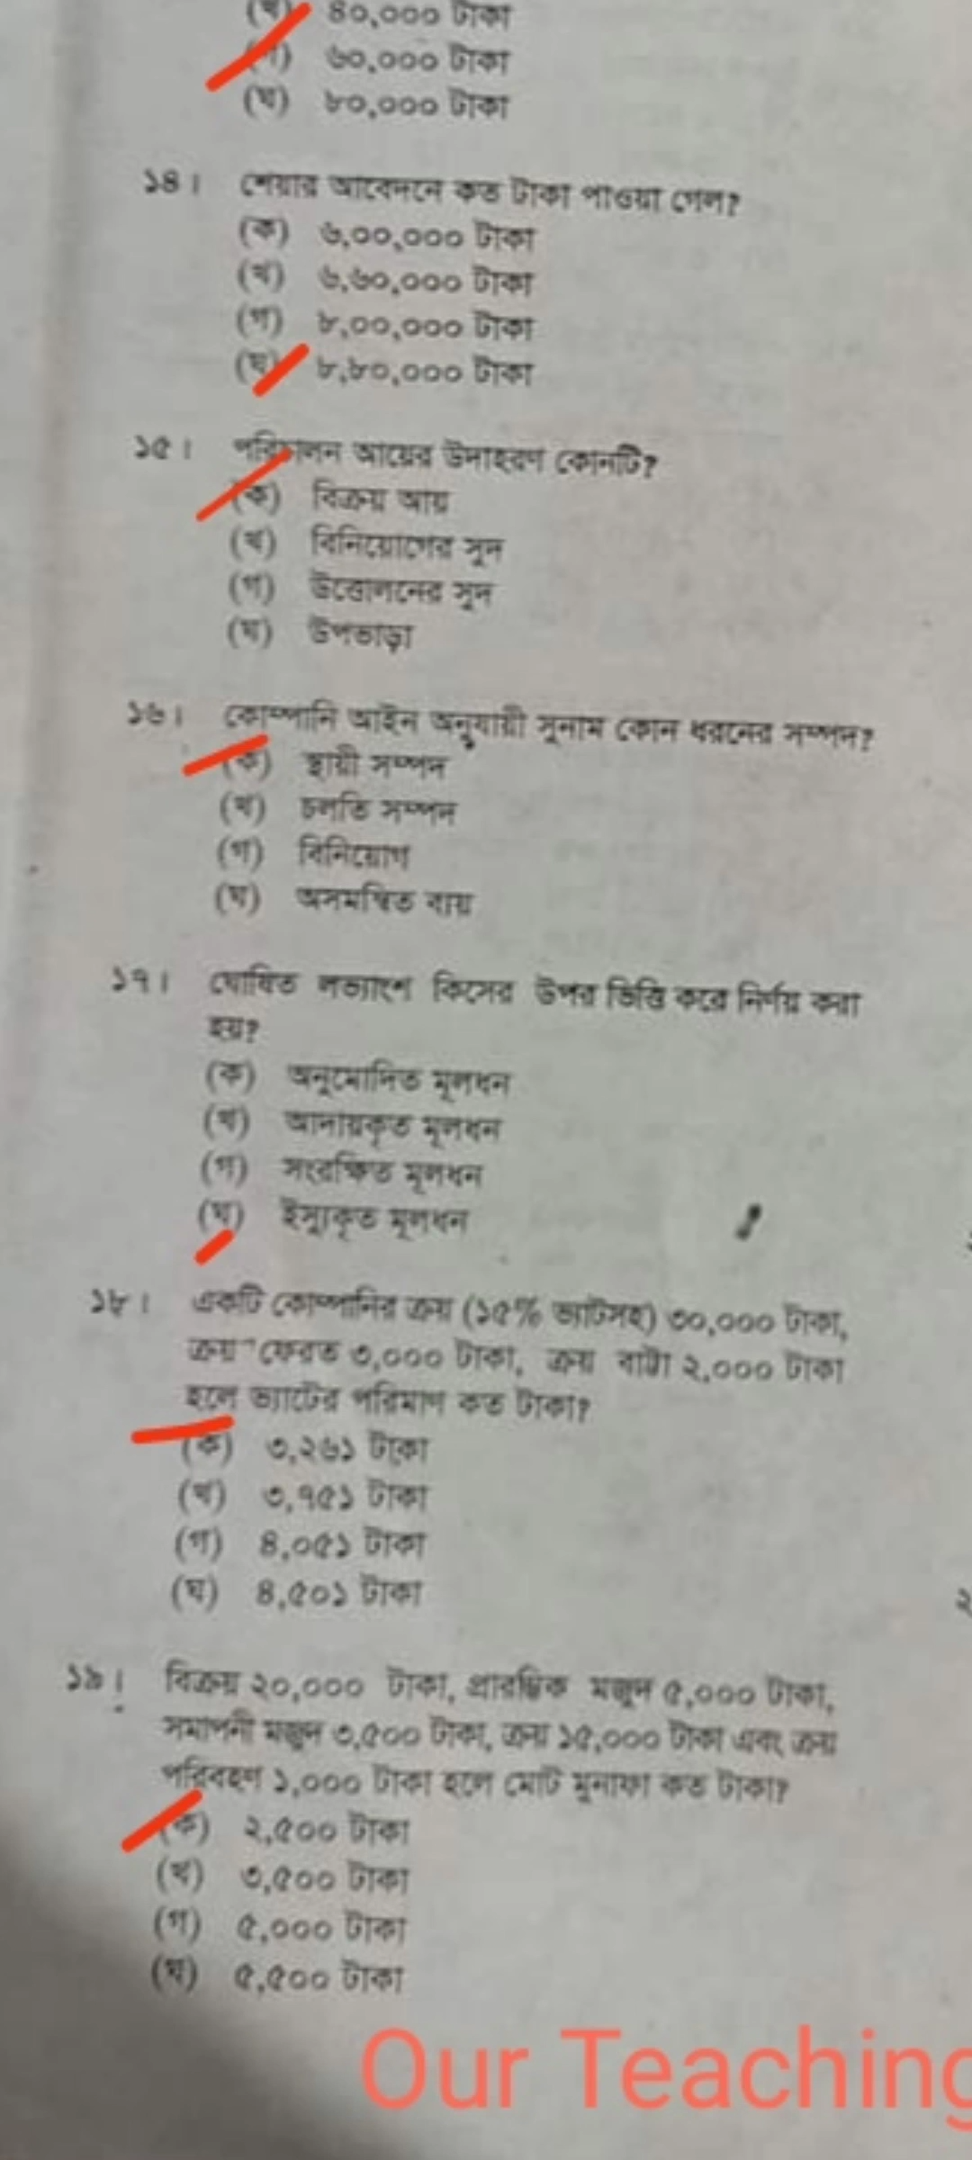 (খ) ৪০,০০০ টাকা
(গ) ৬০,০০০ টাকা
(ঘ) ৮০,০০০ টাকা
১৪। শেয়ার আবেদনে কত টাকা পাওয়া গেল?
(ক) ৬,০০,০০০ টাকা
(খ) ৬,৬০,০০০ টাকা
(গ) ৮,০০,০০০ টাকা
(ঘ) ৮,৮০,০০০ টাকা
১৫। পরিচালন আয়ের উদাহরণ কোনটি?
(ক) বিক্রয় আয়
(খ) বিনিয়োগের সুদ
(গ) উত্তোলনের সুদ
(ঘ) উপভাড়া
১৬। কোম্পানি আইন অনুযায়ী সুনাম কোন ধরনের সম্পদ?
(ক) স্থায়ী সম্পদ
(খ) চলতি সম্পদ
(গ) বিনিয়োগ
(ঘ) অসমন্বিত ব্যয়
১৭। ঘোষিত লভ্যাংশ কিসের উপর ভিত্তি করে নির্ণয় করা
হয়?
(ক) অনুমোদিত মূলধন
(খ) আদায়কৃত মূলধন
(গ) সংরক্ষিত মূলধন
(ঘ) ইস্যুকৃত মূলধন
১৮। একটি কোম্পানির ক্রয় (১৫% ভ্যাটসহ) ৩০,০০০ টাকা,
ক্রয় ফেরত ৩,০০০ টাকা, ক্রয় বাট্টা ২,০০০ টাকা
হলে ভ্যাটের পরিমাণ কত টাকা?
(ক) ৩,২৬১ টাকা
(খ) ৩,৭৫১ টাকা
(গ) ৪,০৫১ টাকা
(ঘ) ৪,৫০১ টাকা
১৯। বিক্রয় ২০,০০০ টাকা, প্রারম্ভিক মজুদ ৫,০০০ টাকা,
সমাপনী মজুদ ৩,৫০০ টাকা, ক্রয় ১৫,০০০ টাকা এবং ক্রয়
পরিবহণ ১,০০০ টাকা হলে মোট মুনাফা কত টাকা?
(ক) ২,৫০০ টাকা
(খ) ৩,৫০০ টাকা
(গ) ৫,০০০ টাকা
(ঘ) ৫,৫০০ টাকা
২
Our Teaching